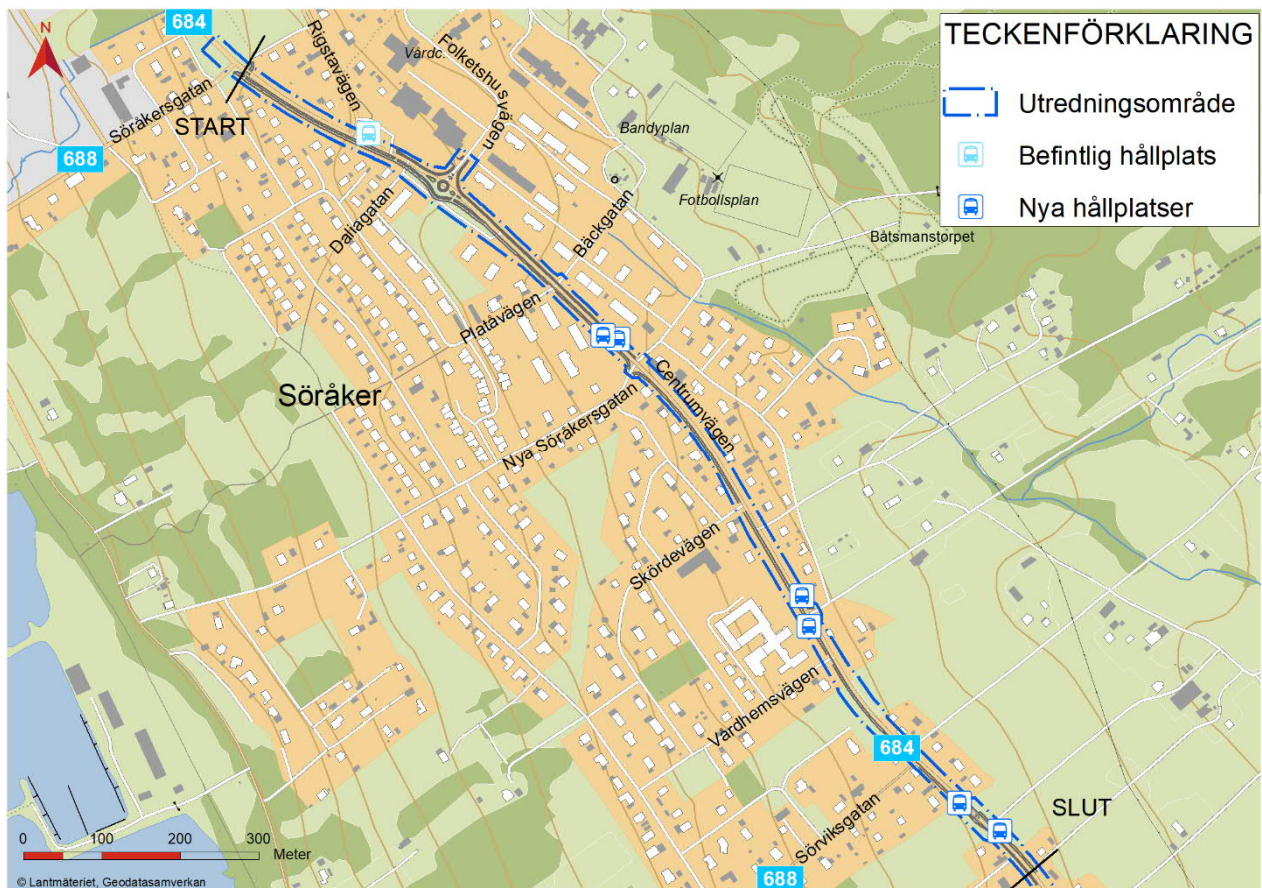 684
N
Rigstavägen
Vårdc.
Folketshusvägen
TECKENFÖRKLARING
Utredningsområde
Befintlig hållplats
Nya hållplatser
Söråkersgatan
START
688
Bandyplan
Fotbollsplan
Daliagatan
Bäckgatan
Båtsmanstorpet
Platåvägen
Söråker
Centrumvägen
Nya Söråkersgatan
Skördevägen
Vårdhemsvägen
684
SLUT
Sörviksgatan
0 100 200 300
Meter
688
© Lantmäteriet, Geodatasamverkan